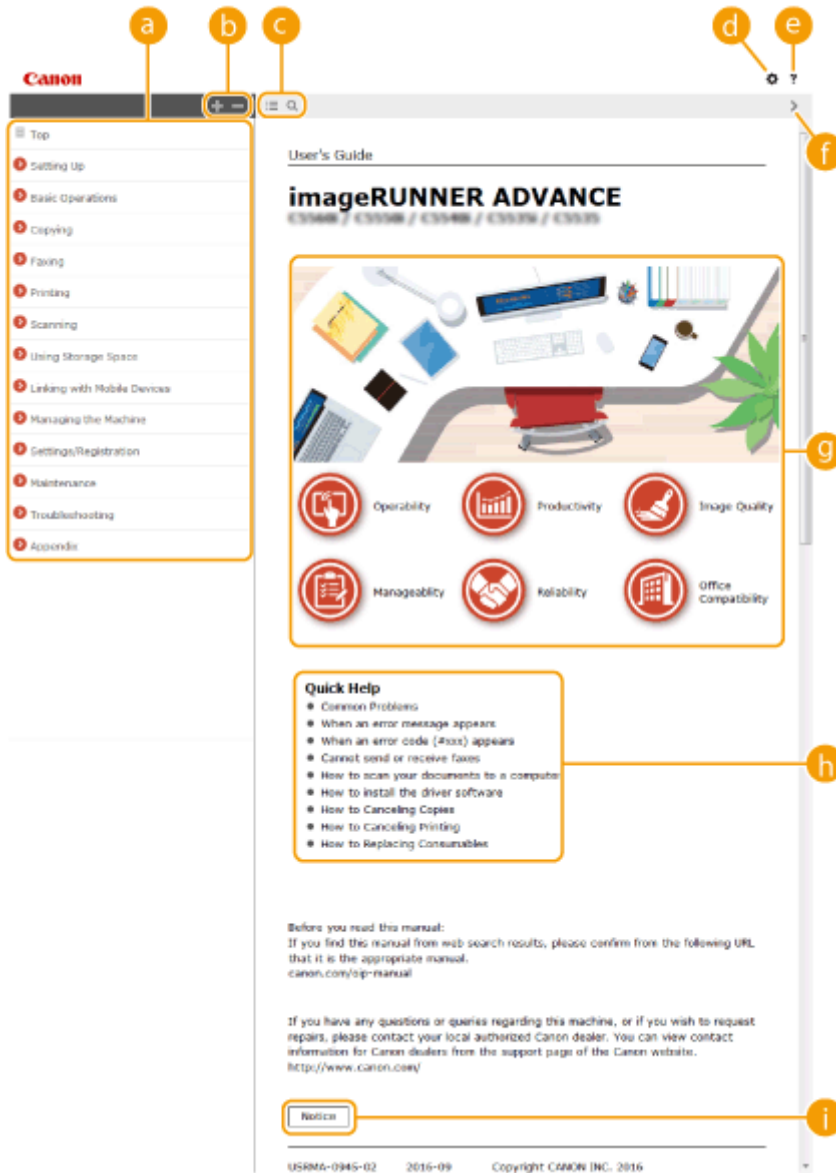 a
b
c
d
e
Canon
?
f
Top
Setting Up
Basic Operations
Copying
Faxing
Printing
Scanning
Using Storage Space
Linking with Mobile Devices
Managing the Machine
Settings/Registration
Maintenance
Troubleshooting
Appendix
User's Guide
imageRUNNER ADVANCE
g
Operability
Productivity
Image Quality
Manageablity
Reliability
Office
Compatibility
Quick Help
Common Problems
When an error message appears
When an error code (#xxx) appears
Cannot send or receive faxes
How to scan your documents to a computer
How to install the driver software
How to Canceling Copies
How to Canceling Printing
How to Replacing Consumables
h
Before you read this manual:
If you find this manual from web search results, please confirm from the following URL
that it is the appropriate manual.
canon.com/oip-manual
If you have any questions or queries regarding this machine, or if you wish to request
repairs, please contact your local authorized Canon dealer. You can view contact
information for Canon dealers from the support page of the Canon website.
http://www.canon.com/
Notice
i
USRMA-0945-02 2016-09 Copyright CANON INC. 2016